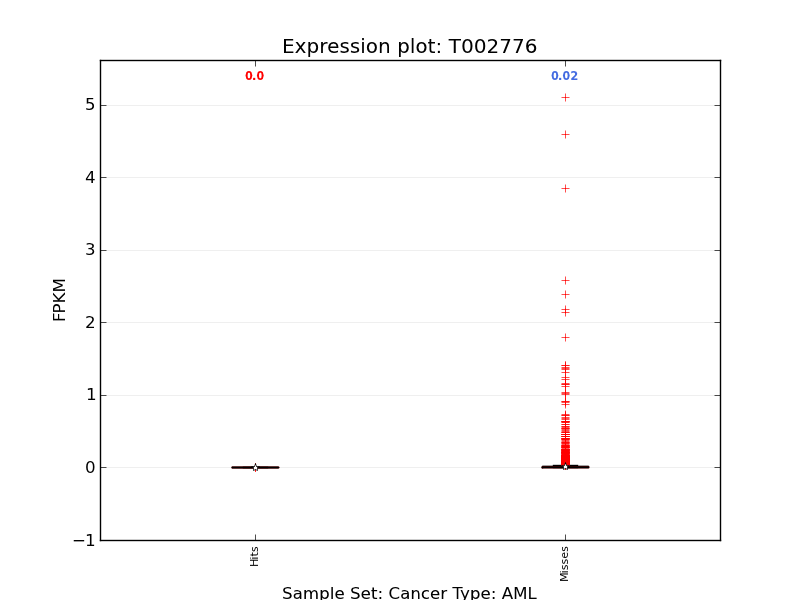 Expression plot: T002776
0.0
0.02
5
4
3
2
1
0
−1
FPKM
Hits
Misses
Sample Set: Cancer Type: AML